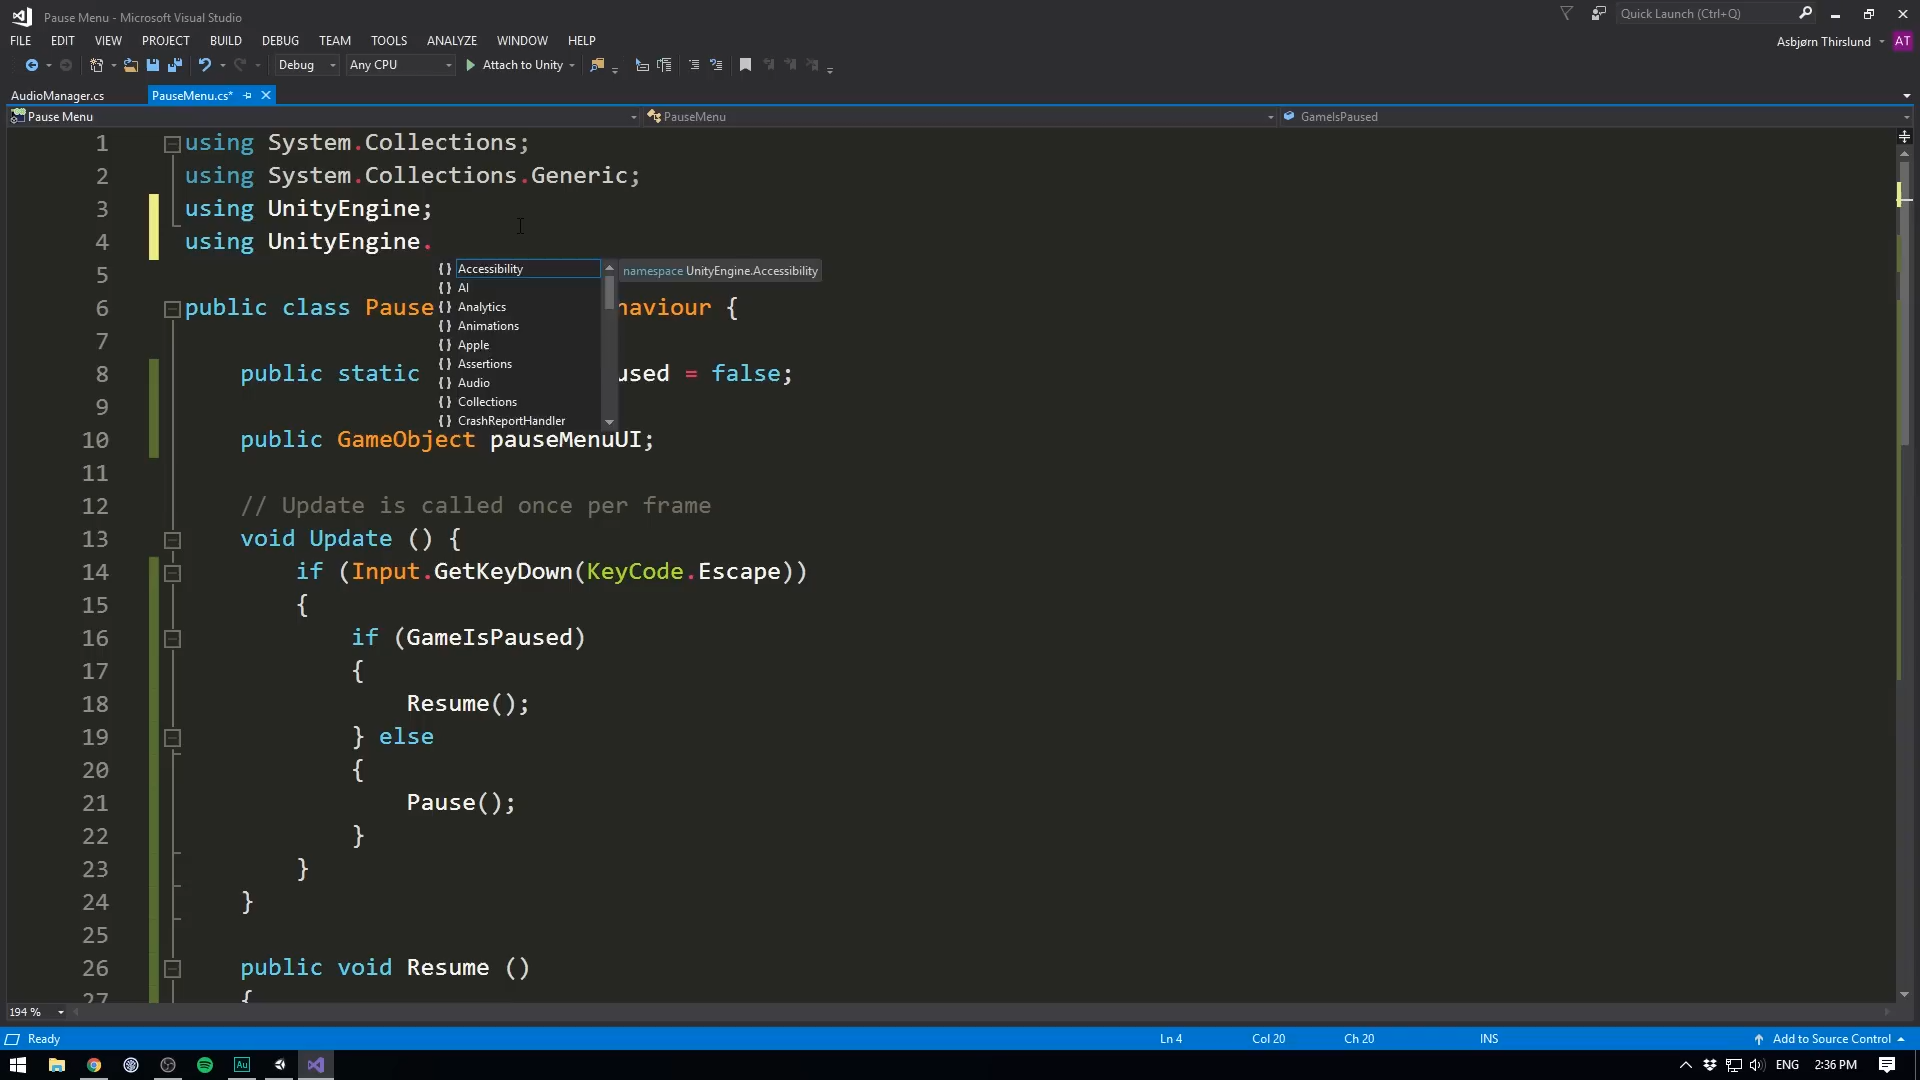 Pause Menu - Microsoft Visual Studio
Quick Launch (Ctrl+Q)
FILE EDIT VIEW PROJECT BUILD DEBUG TEAM TOOLS ANALYZE WINDOW HELP
Asbjørn Thirslund AT
Debug Any CPU Attach to Unity
AudioManager.cs PauseMenu.cs*
Pause Menu PauseMenu GameIsPaused
1 using System.Collections;
2 using System.Collections.Generic;
3 using UnityEngine;
4 using UnityEngine.
Accessibility namespace UnityEngine.Accessibility
5
AI
6 public class Pause Analytics haviour {
Animations
7 Apple
Assertions
8 public static Audio used = false;
9 Collections
CrashReportHandler
10 public GameObject pauseMenuUI;
11
12 // Update is called once per frame
13 void Update () {
14 if (Input.GetKeyDown(KeyCode.Escape))
15 {
16 if (GameIsPaused)
17 {
18 Resume();
19 } else
20 {
21 Pause();
22 }
23 }
24 }
25
26 public void Resume ()
27 {
194 %
Ready Ln 4 Col 20 Ch 20 INS Add to Source Control
Au ENG 2:36 PM